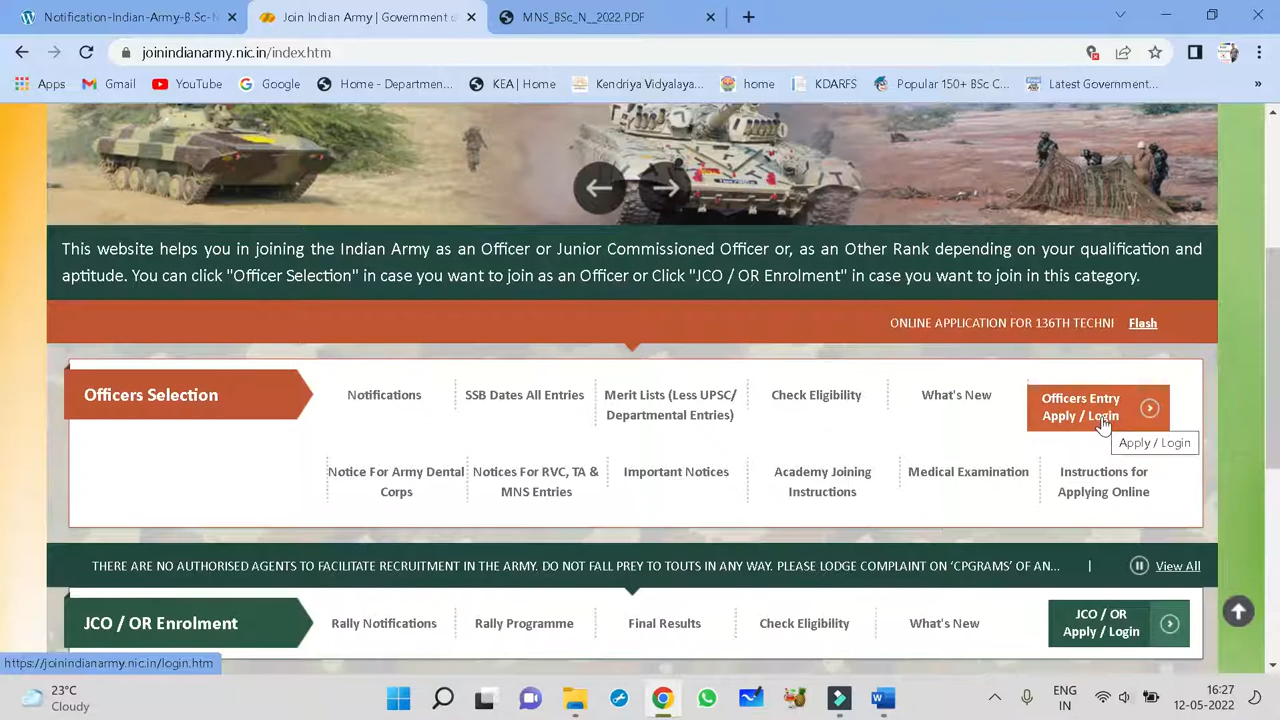 Notification-Indian-Army-B.Sc-N
Join Indian Army | Government o
MNS_BSc_N__2022.PDF
joinindianarmy.nic.in/index.htm
Apps
Gmail
YouTube
Google
Home - Departmen...
KEA | Home
Kendriya Vidyalaya...
home
KDARFS
Popular 150+ BSc C...
Latest Government...
»
This website helps you in joining the Indian Army as an Officer or Junior Commissioned Officer or, as an Other Rank depending on your qualification and
aptitude. You can click "Officer Selection" in case you want to join as an Officer or Click "JCO / OR Enrolment" in case you want to join in this category.
ONLINE APPLICATION FOR 136TH TECHNI Flash
Officers Selection
Notifications
SSB Dates All Entries
Merit Lists (Less UPSC/
Departmental Entries)
Check Eligibility
What's New
Officers Entry
Apply / Login
Apply / Login
Notice For Army Dental
Corps
Notices For RVC, TA &
MNS Entries
Important Notices
Academy Joining
Instructions
Medical Examination
Instructions for
Applying Online
THERE ARE NO AUTHORISED AGENTS TO FACILITATE RECRUITMENT IN THE ARMY. DO NOT FALL PREY TO TOUTS IN ANY WAY. PLEASE LODGE COMPLAINT ON 'CPGRAMS' OF AN... | View All
JCO / OR Enrolment
Rally Notifications
Rally Programme
Final Results
Check Eligibility
What's New
JCO / OR
Apply / Login
https://joinindianarmy.nic.in/login.htm
23°C
Cloudy
ENG
IN
16:27
12-05-2022